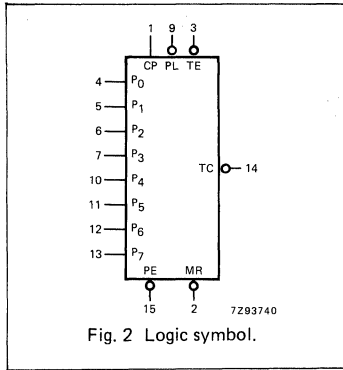 1 9 3
CP PL TE
4 P0
5 P1
6 P2
7 P3
TC 14
10 P4
11 P5
12 P6
13 P7
PE MR
15 2
7Z93740
Fig. 2 Logic symbol.